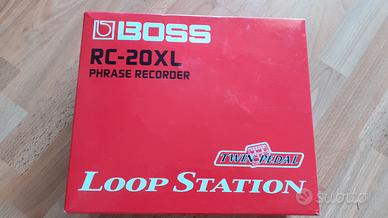 BOSS
RC-20XL
PHRASE RECORDER
TWIN PEDAL
LOOP STATION
subito